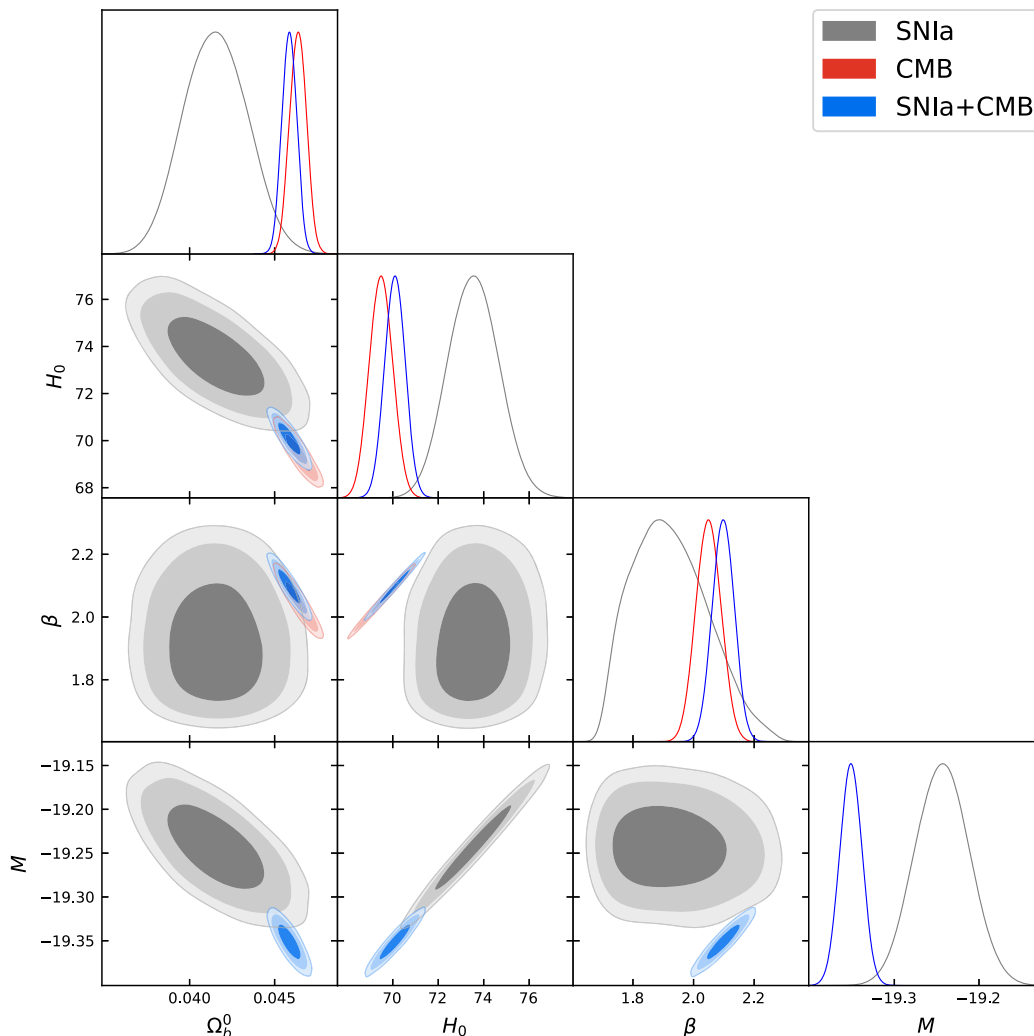 SNIa
CMB
SNIa+CMB
76
74
72
70
68
H₀
2.2
2.0
1.8
β
−19.15
−19.20
−19.25
−19.30
−19.35
M
0.040 0.045
70 72 74 76
1.8 2.0 2.2
−19.3 −19.2
Ω_b^0
H₀
β
M